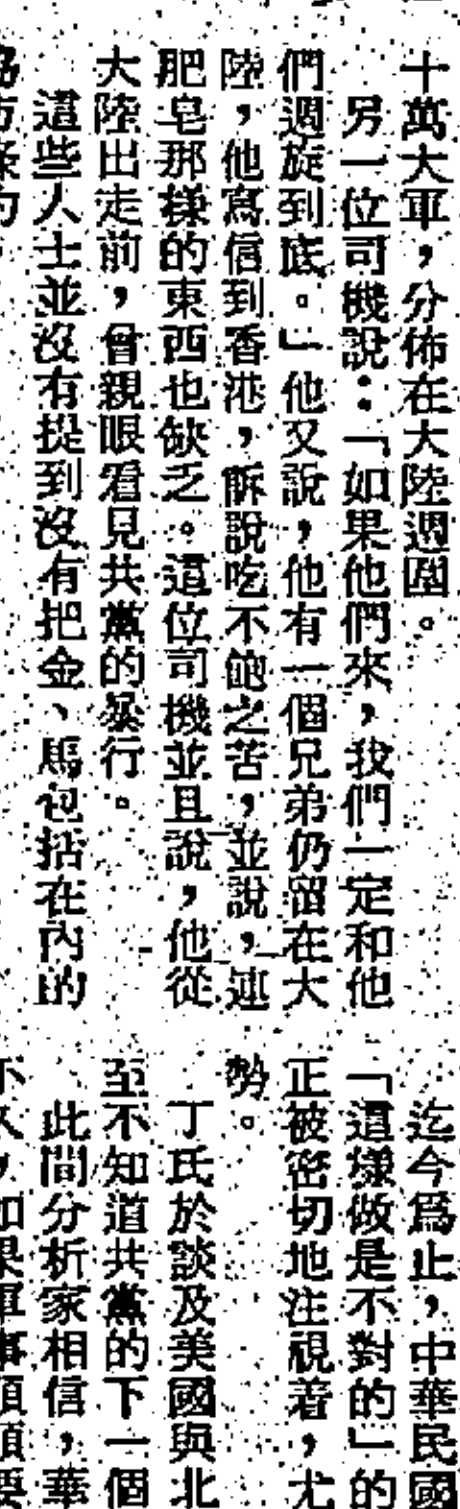 十萬大軍，分佈在大陸週圍。
另一位司機說：「如果他們來，我們一定和他
們週旋到底。」他又說，他有一個兄弟仍留在大
陸，他寫信到香港，訴說吃不飽之苦，並說，連
肥皂那樣的東西也缺乏。這位司機並且說，他從
大陸出走前，曾親眼看見共黨的暴行。
這些人士並沒有提到沒有把金、馬包括在內的
迄今爲止，中華民國
「這樣做是不對的」的
正被密切地注視着，尤
勢。
丁氏於談及美國與北
至不知道共黨的下一個
此間分析家相信，華